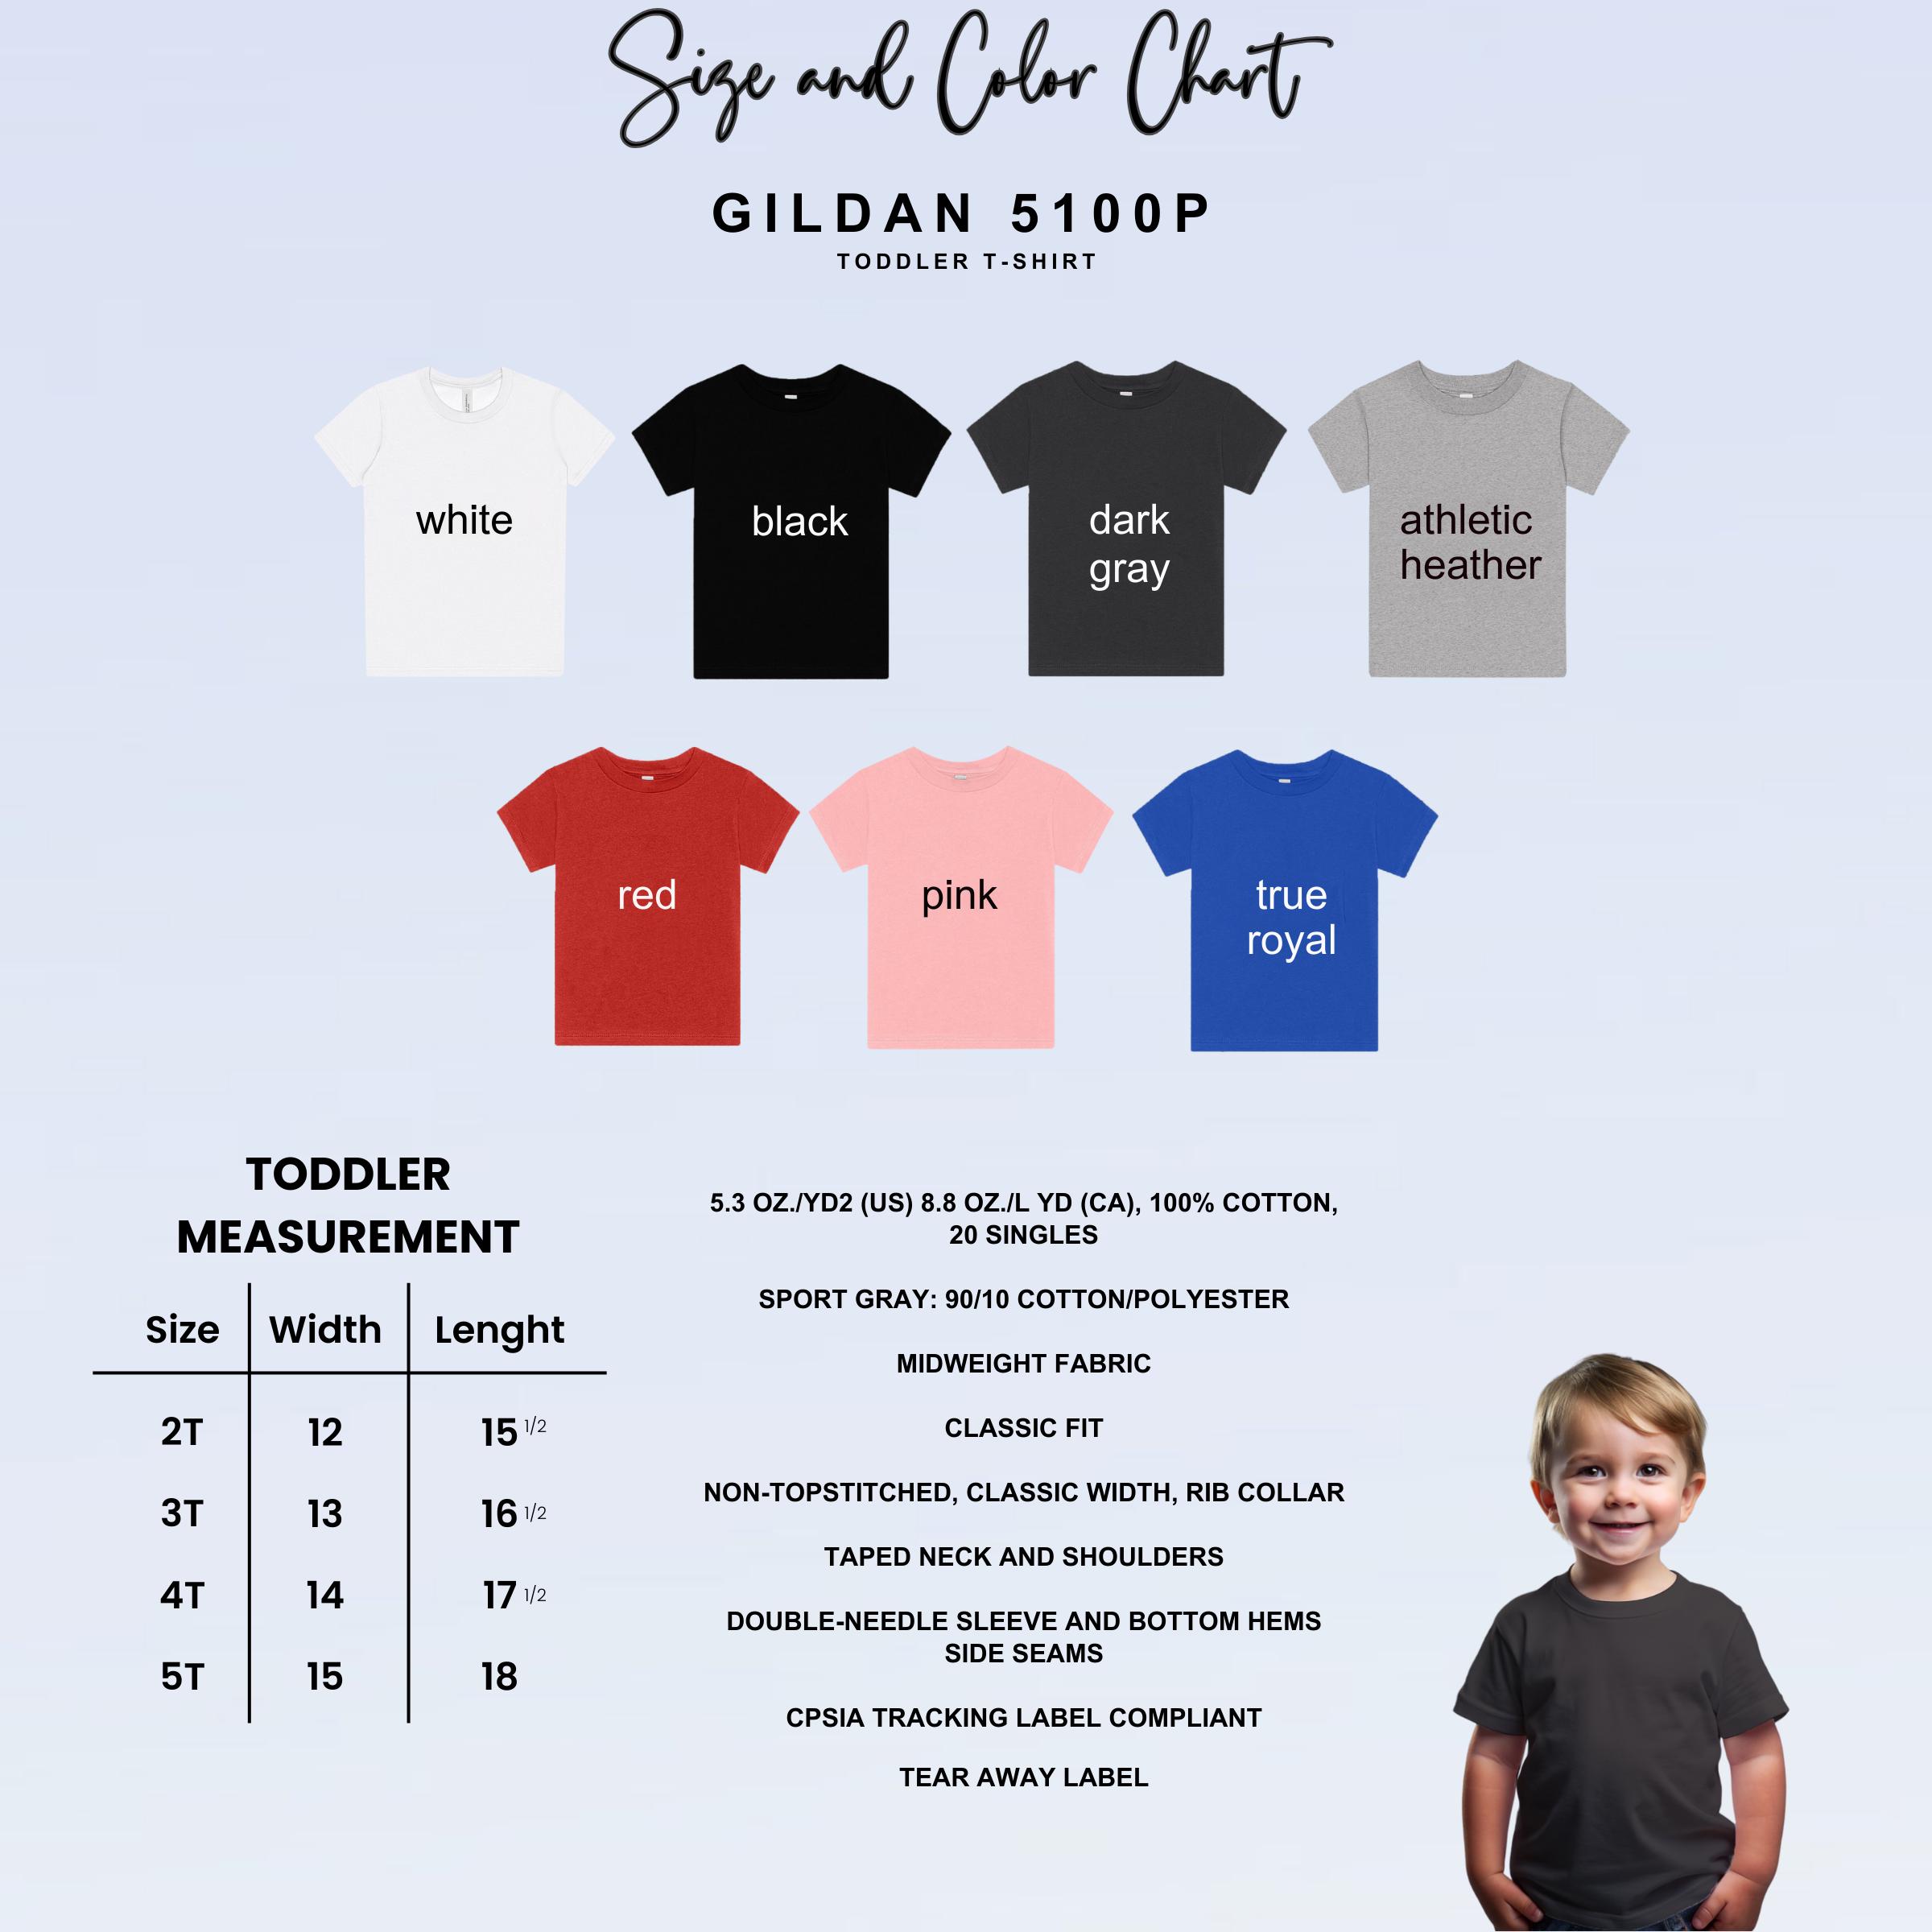 Size and Color Chart
GILDAN 5100P
TODDLER T-SHIRT
white
black
dark
gray
athletic
heather
red
pink
true
royal
TODDLER
MEASUREMENT
Size Width Lenght
2T 12 15 1/2
3T 13 16 1/2
4T 14 17 1/2
5T 15 18
5.3 OZ./YD2 (US) 8.8 OZ./L YD (CA), 100% COTTON,
20 SINGLES
SPORT GRAY: 90/10 COTTON/POLYESTER
MIDWEIGHT FABRIC
CLASSIC FIT
NON-TOPSTITCHED, CLASSIC WIDTH, RIB COLLAR
TAPED NECK AND SHOULDERS
DOUBLE-NEEDLE SLEEVE AND BOTTOM HEMS
SIDE SEAMS
CPSIA TRACKING LABEL COMPLIANT
TEAR AWAY LABEL